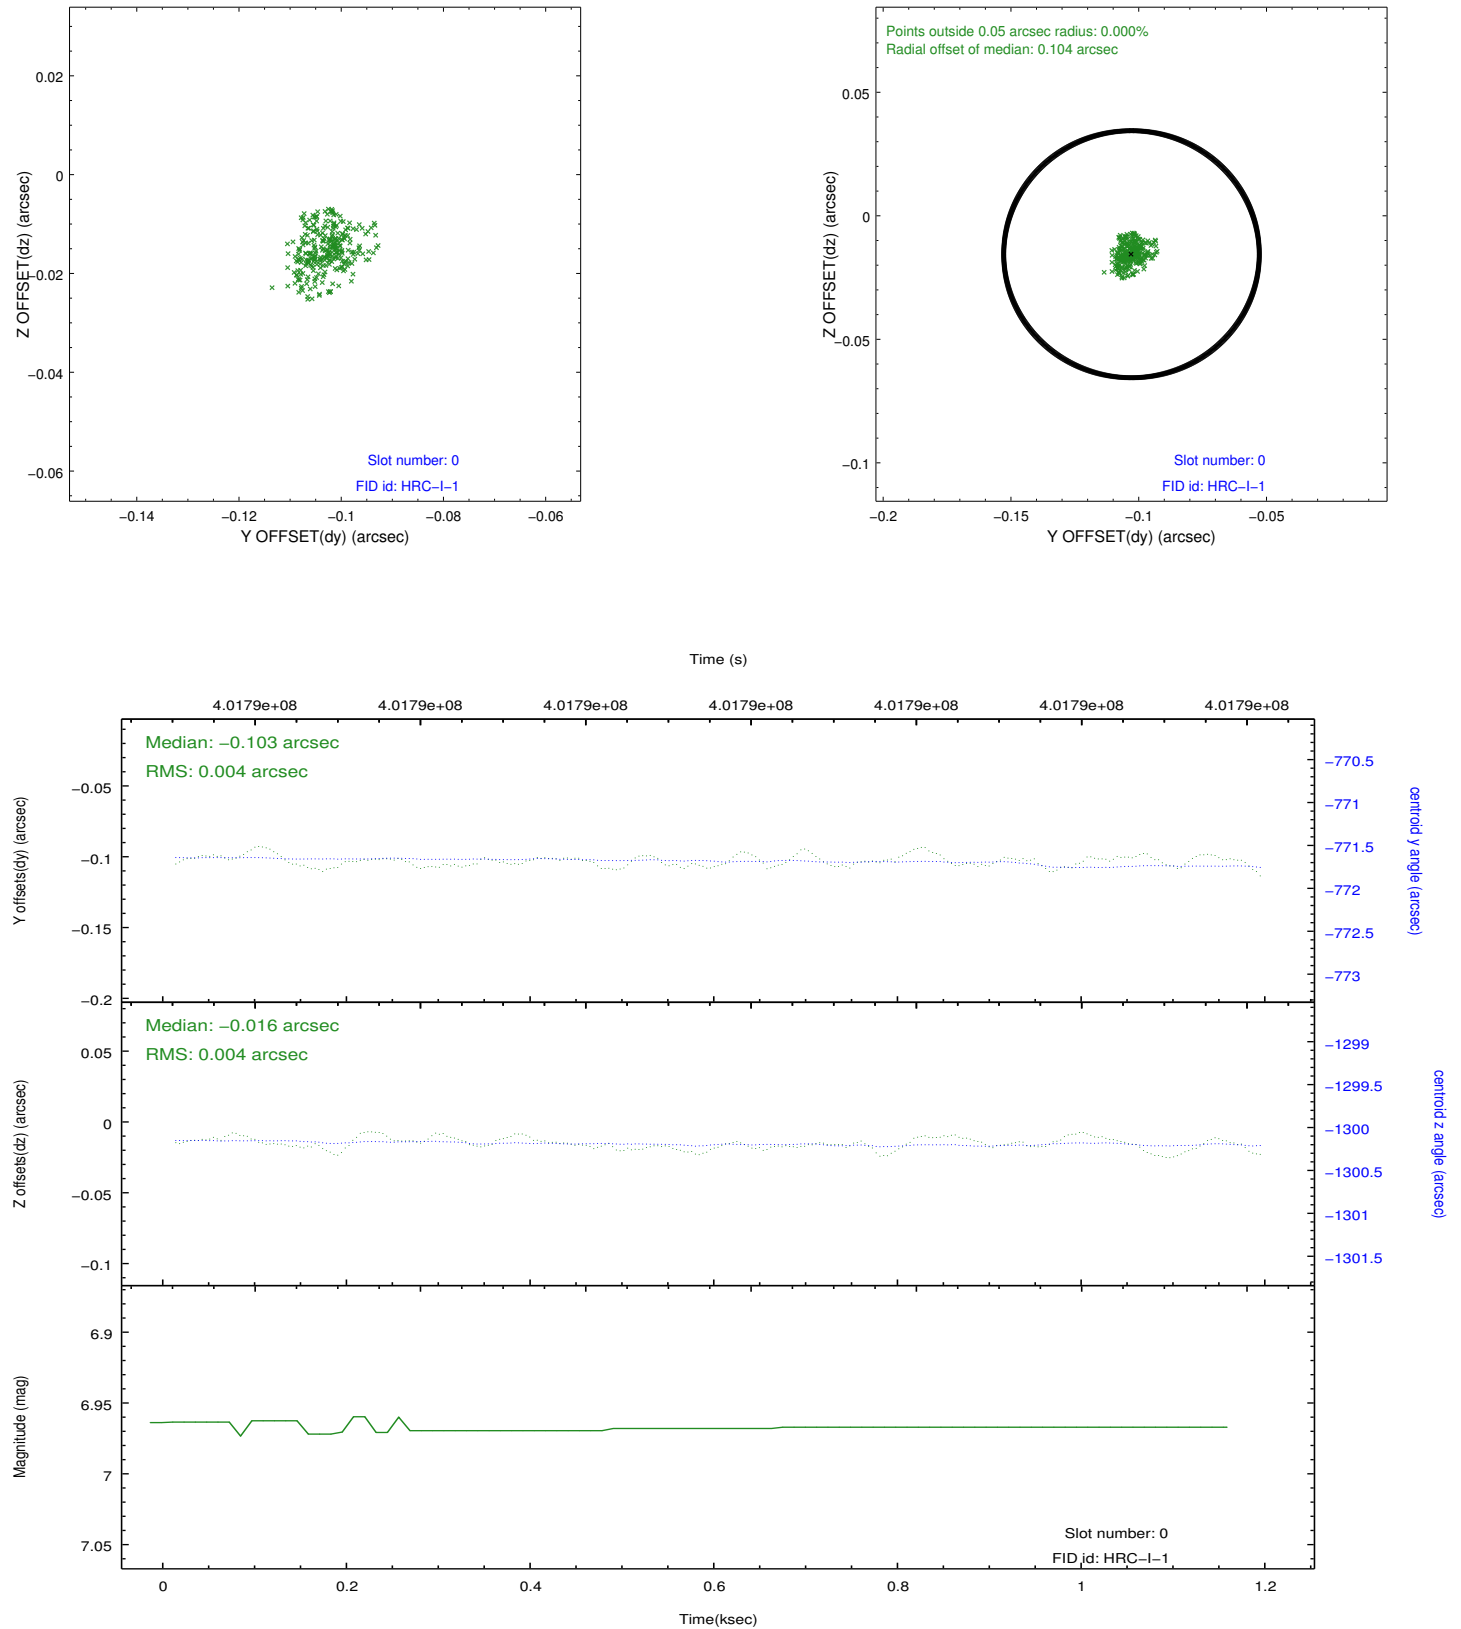 0.02
0
−0.02
−0.04
−0.06
Z OFFSET(dz) (arcsec)
Slot number: 0
FID id: HRC−I−1
−0.14
−0.12
−0.1
−0.08
−0.06
Y OFFSET(dy) (arcsec)
Points outside 0.05 arcsec radius: 0.000%
Radial offset of median: 0.104 arcsec
0.05
0
−0.05
−0.1
Z OFFSET(dz) (arcsec)
Slot number: 0
FID id: HRC−I−1
−0.2
−0.15
−0.1
−0.05
Y OFFSET(dy) (arcsec)
Time (s)
4.0179e+08
4.0179e+08
4.0179e+08
4.0179e+08
4.0179e+08
4.0179e+08
4.0179e+08
Median: −0.103 arcsec
RMS: 0.004 arcsec
−0.05
−0.1
−0.15
−0.2
Y offsets(dy) (arcsec)
−770.5
−771
−771.5
−772
−772.5
−773
centroid y angle (arcsec)
Median: −0.016 arcsec
RMS: 0.004 arcsec
0.05
0
−0.05
−0.1
Z offsets(dz) (arcsec)
−1299
−1299.5
−1300
−1300.5
−1301
−1301.5
centroid z angle (arcsec)
6.9
6.95
7
7.05
Magnitude (mag)
Slot number: 0
FID id: HRC−I−1
0
0.2
0.4
0.6
0.8
1
1.2
Time(ksec)